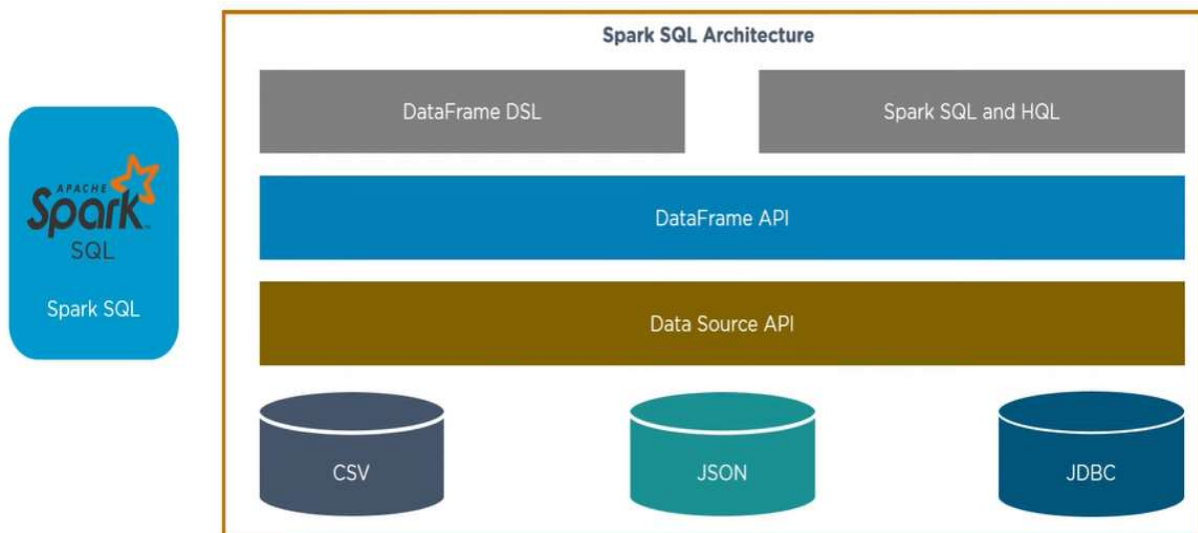 Spark SQL Architecture
DataFrame DSL
Spark SQL and HQL
APACHE
Spark™
SQL
Spark SQL
DataFrame API
Data Source API
CSV
JSON
JDBC